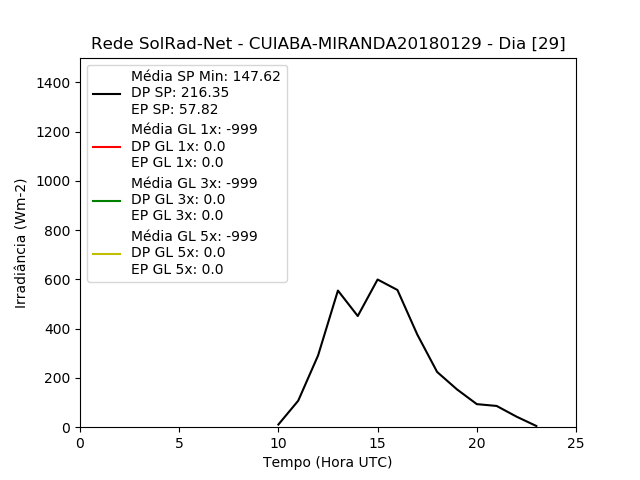 Rede SolRad-Net - CUIABA-MIRANDA20180129 - Dia [29]
Média SP Min: 147.62
DP SP: 216.35
EP SP: 57.82
Média GL 1x: -999
DP GL 1x: 0.0
EP GL 1x: 0.0
Média GL 3x: -999
DP GL 3x: 0.0
EP GL 3x: 0.0
Média GL 5x: -999
DP GL 5x: 0.0
EP GL 5x: 0.0
Irradiância (Wm-2)
1400
1200
1000
800
600
400
200
0
0 5 10 15 20 25
Tempo (Hora UTC)